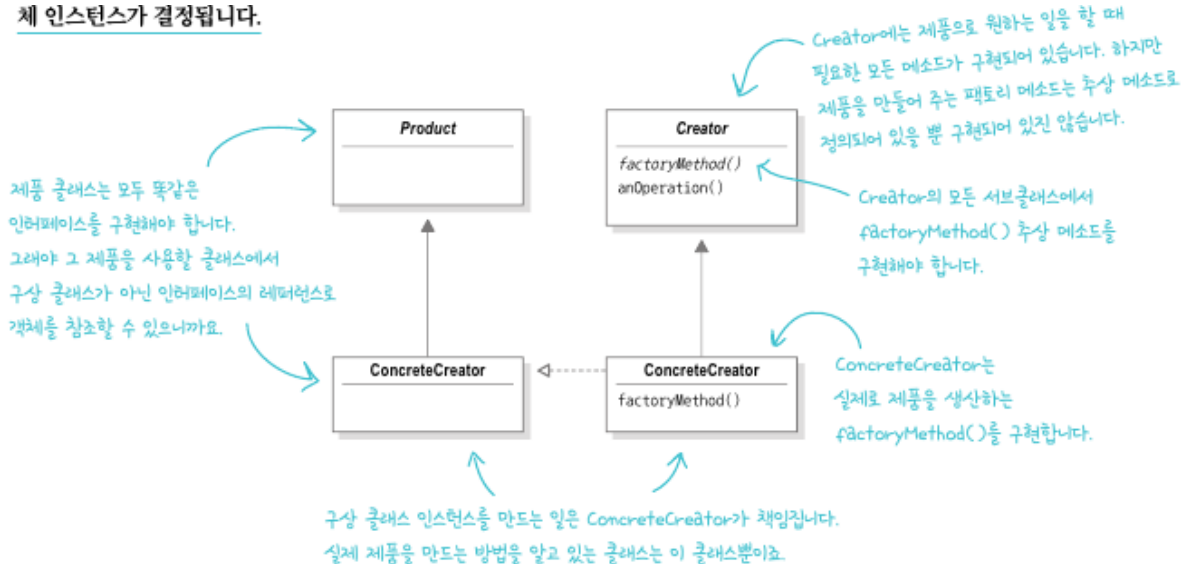 체 인스턴스가 결정됩니다.
Creator에는 제품으로 원하는 일을 할 때
필요한 모든 메소드가 구현되어 있습니다. 하지만
제품을 만들어 주는 팩토리 메소드는 추상 메소드로
정의되어 있을 뿐 구현되어 있진 않습니다.
Product
Creator
factoryMethod()
anOperation()
제품 클래스는 모두 똑같은
인터페이스를 구현해야 합니다.
그래야 그 제품을 사용할 클래스에서
구상 클래스가 아닌 인터페이스의 레퍼런스로
객체를 참조할 수 있으니까요.
Creator의 모든 서브클래스에서
factoryMethod() 추상 메소드를
구현해야 합니다.
ConcreteCreator
ConcreteCreator
factoryMethod()
ConcreteCreator는
실제로 제품을 생산하는
factoryMethod()를 구현합니다.
구상 클래스 인스턴스를 만드는 일은 ConcreteCreator가 책임집니다.
실제 제품을 만드는 방법을 알고 있는 클래스는 이 클래스뿐이죠.